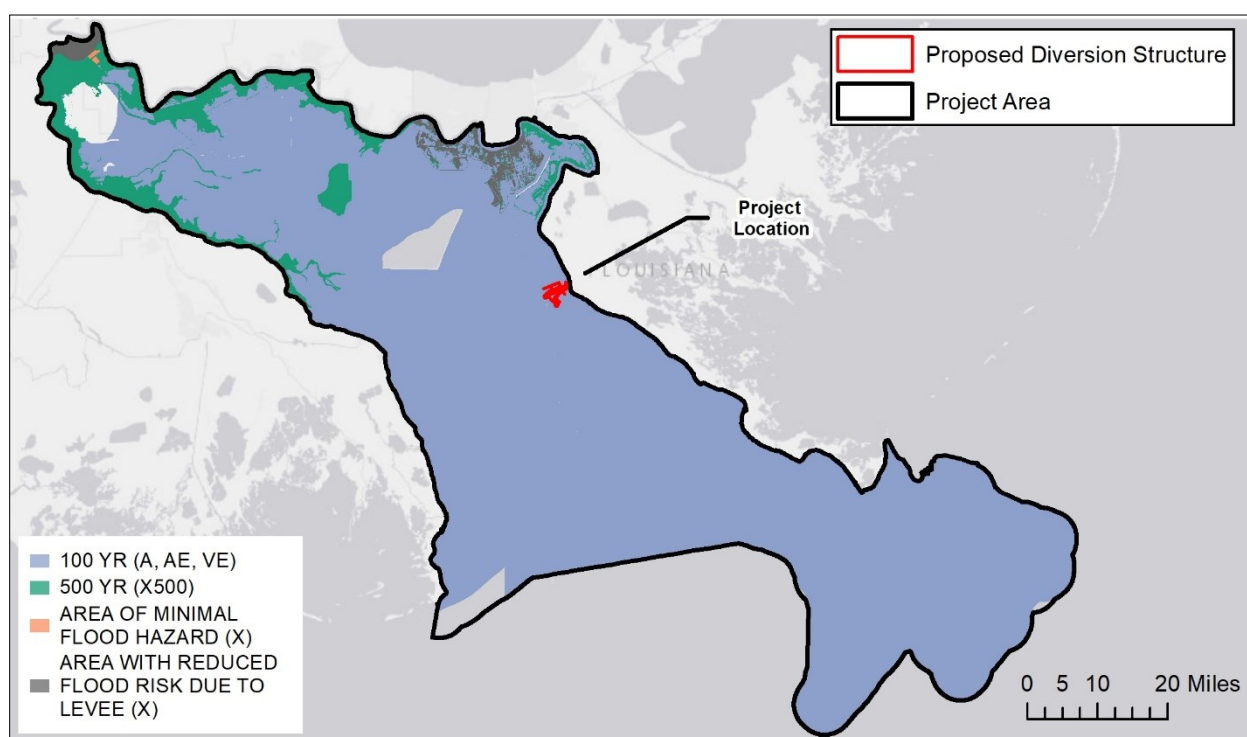 Proposed Diversion Structure
Project Area
Project
Location
LOUISIANA
100 YR (A, AE, VE)
500 YR (X500)
AREA OF MINIMAL
FLOOD HAZARD (X)
AREA WITH REDUCED
FLOOD RISK DUE TO
LEVEE (X)
0 5 10 20 Miles